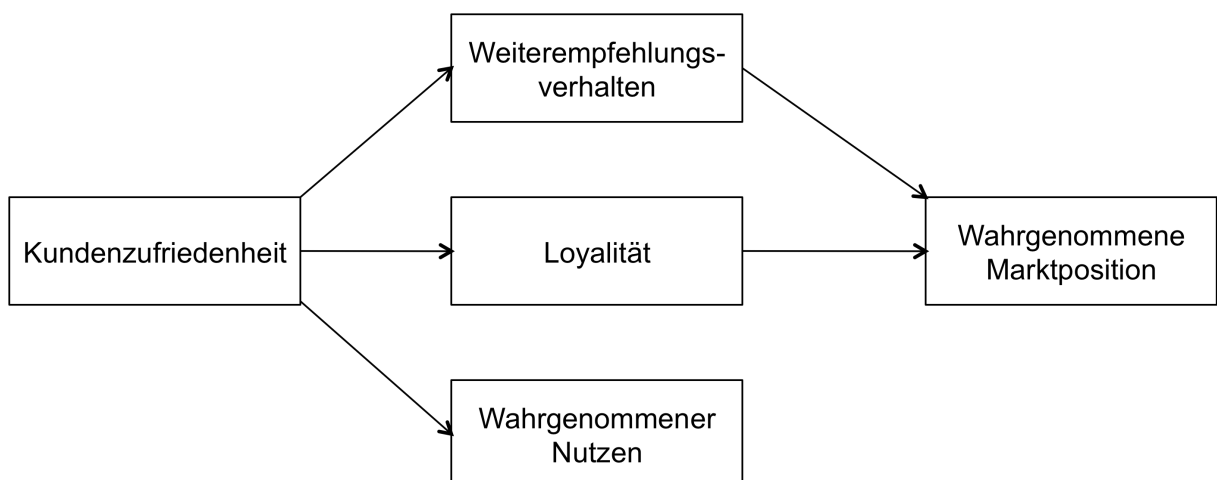 Weiterempfehlungs-
verhalten
Kundenzufriedenheit
Loyalität
Wahrgenommene
Marktposition
Wahrgenommener
Nutzen